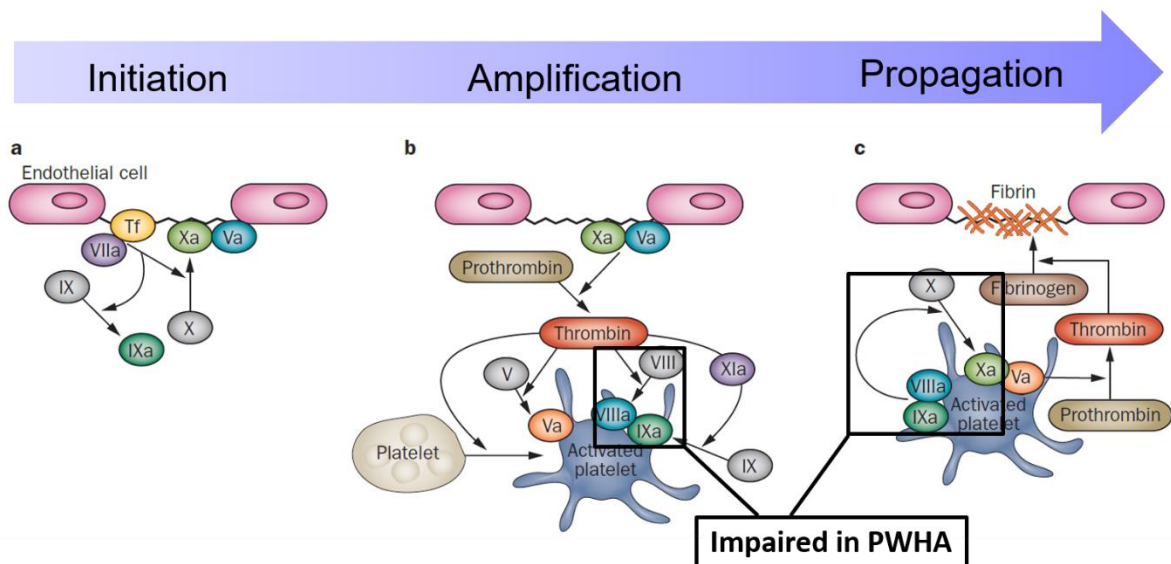 Initiation
Amplification
Propagation
a
Endothelial cell
Tf
VIIa
Xa
Va
IX
X
IXa
b
Xa
Va
Prothrombin
Thrombin
V
VIII
XIa
Va
VIIIa
IXa
Platelet
Activated
platelet
IX
c
Fibrin
X
Fibrinogen
Thrombin
Xa
Va
VIIIa
IXa
Activated
platelet
Prothrombin
Impaired in PWHA